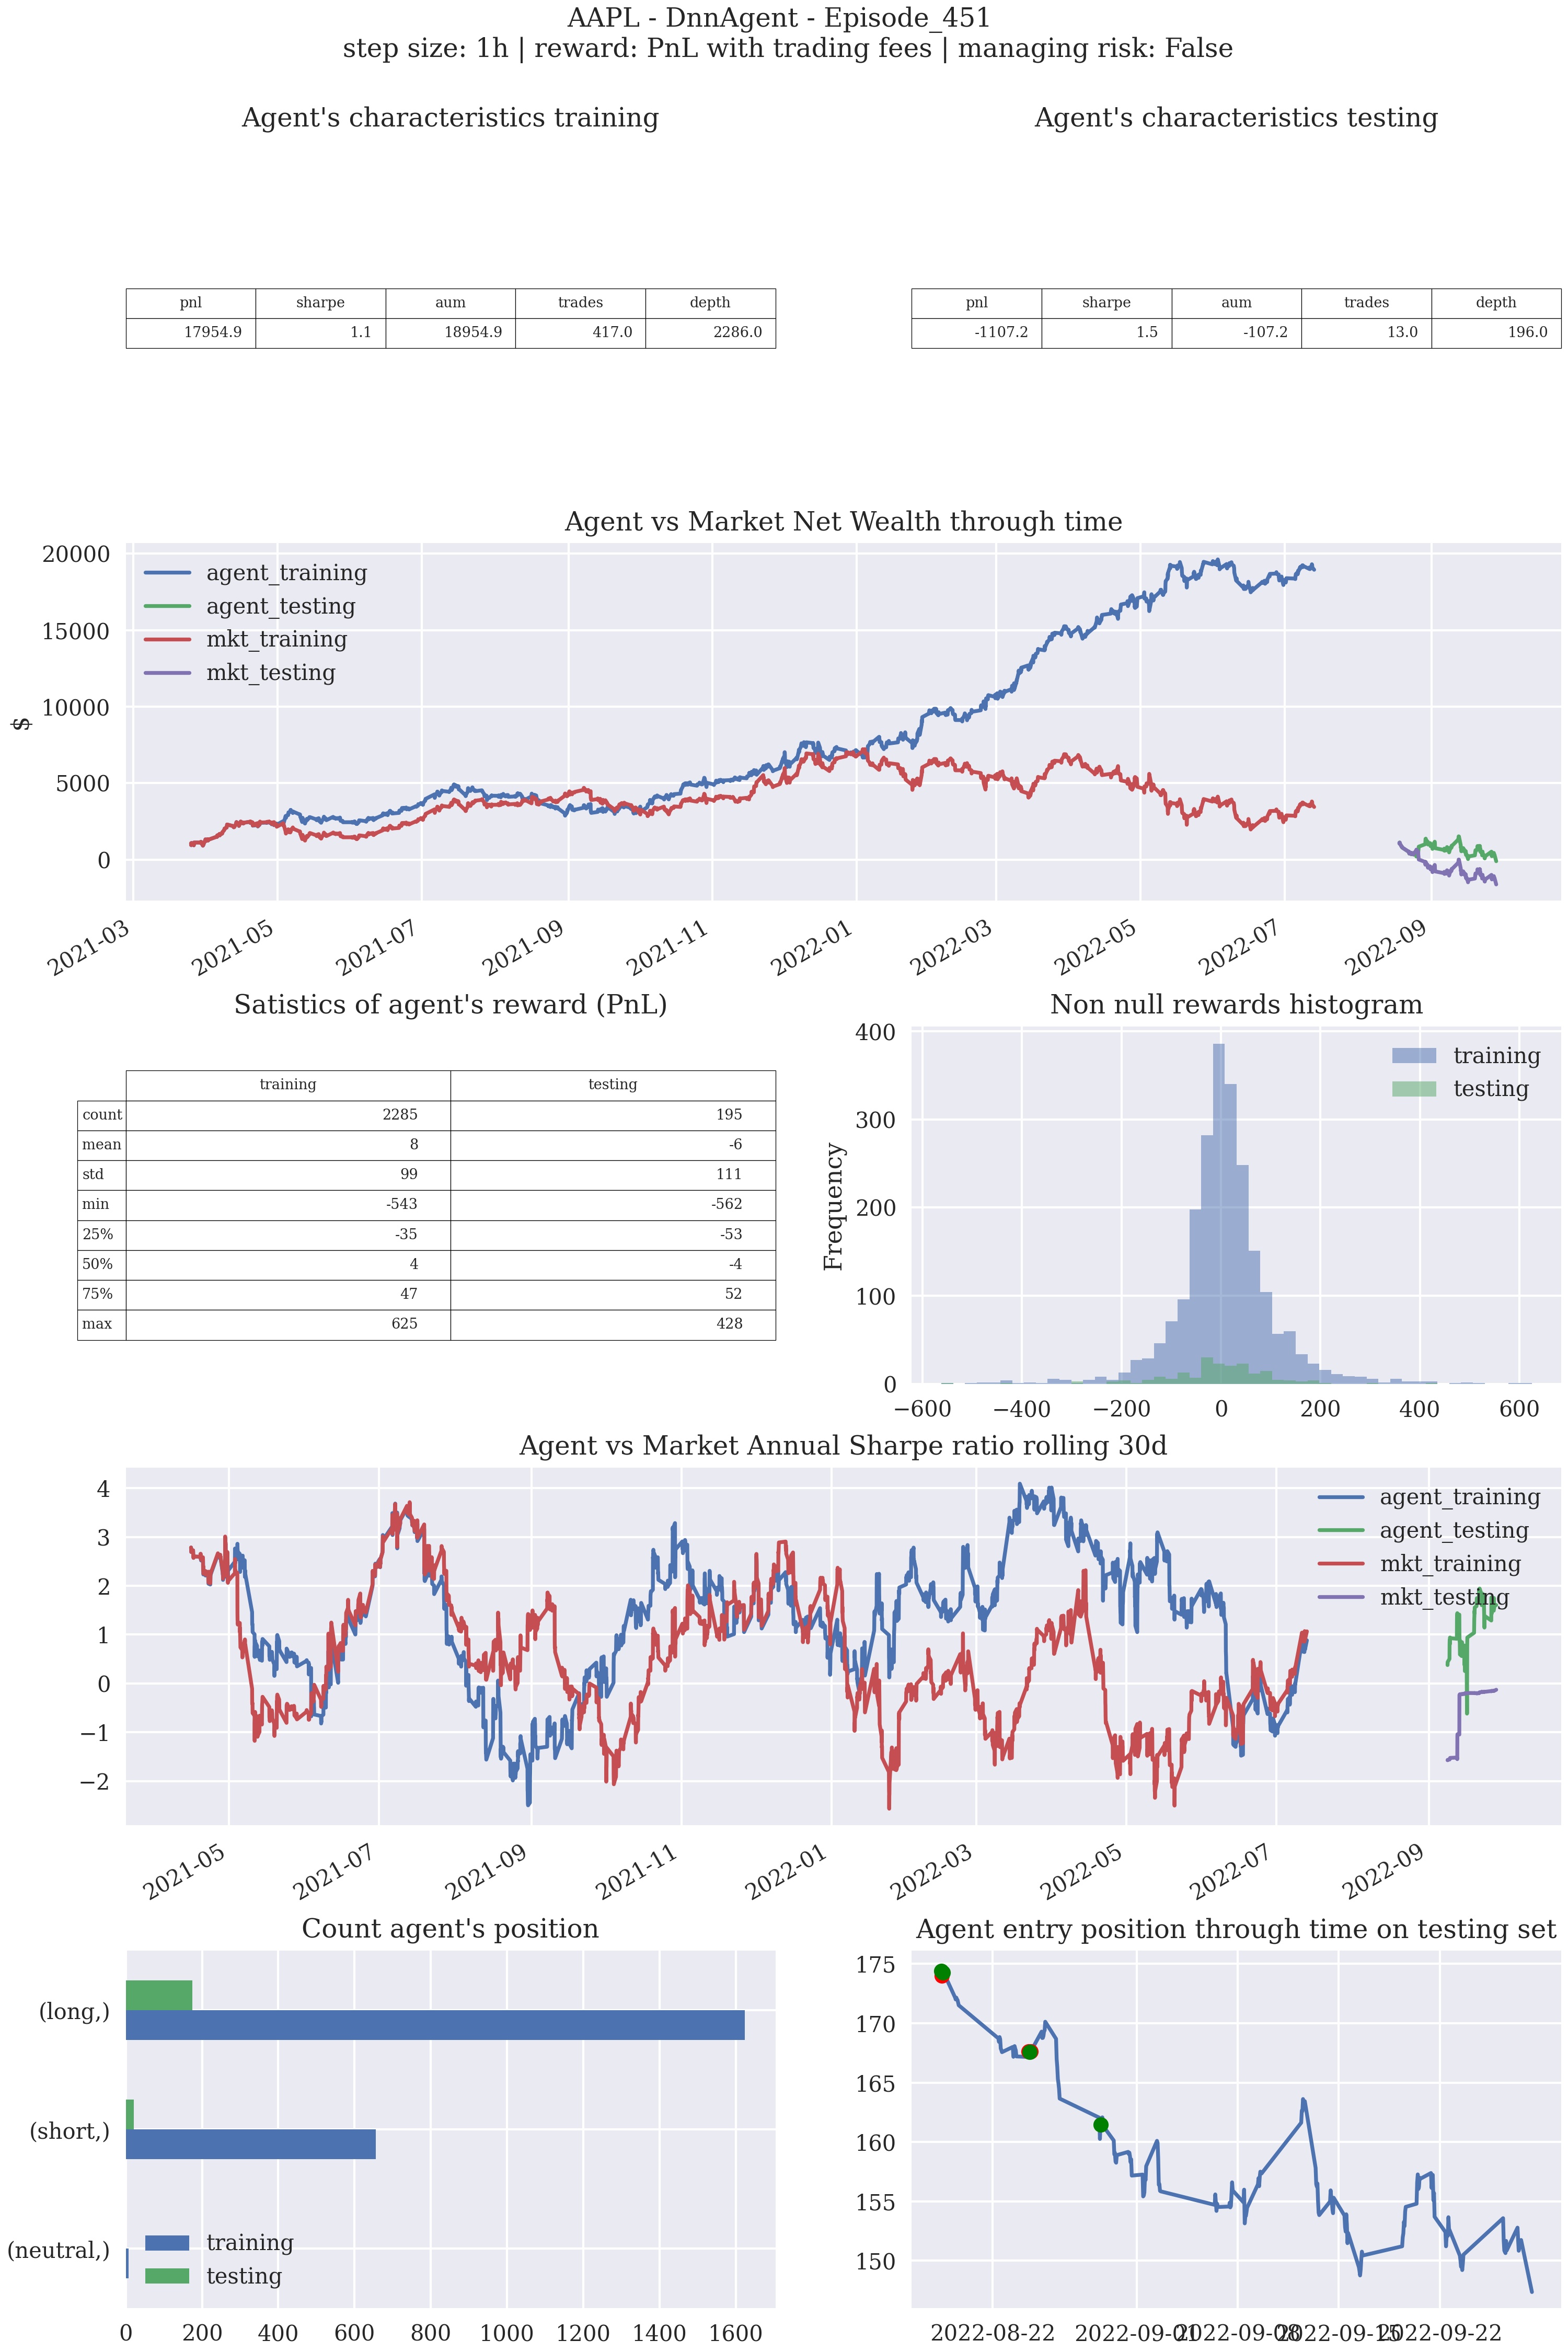 AAPL - DnnAgent - Episode_451
step size: 1h | reward: PnL with trading fees | managing risk: False
Agent's characteristics training
Agent's characteristics testing
pnl sharpe aum trades depth
17954.9 1.1 18954.9 417.0 2286.0
pnl sharpe aum trades depth
-1107.2 1.5 -107.2 13.0 196.0
Agent vs Market Net Wealth through time
agent_training
agent_testing
mkt_training
mkt_testing
$
20000
15000
10000
5000
0
2021-03 2021-05 2021-07 2021-09 2021-11 2022-01 2022-03 2022-05 2022-07 2022-09
Satistics of agent's reward (PnL)
training testing
count 2285 195
mean 8 -6
std 99 111
min -543 -562
25% -35 -53
50% 4 -4
75% 47 52
max 625 428
Non null rewards histogram
training
testing
Frequency
400
300
200
100
0
−600 −400 −200 0 200 400 600
Agent vs Market Annual Sharpe ratio rolling 30d
agent_training
agent_testing
mkt_training
mkt_testing
4
3
2
1
0
−1
−2
2021-05 2021-07 2021-09 2021-11 2022-01 2022-03 2022-05 2022-07 2022-09
Count agent's position
(long,)
(short,)
(neutral,)
training
testing
0 200 400 600 800 1000 1200 1400 1600
Agent entry position through time on testing set
175
170
165
160
155
150
2022-08-22 2022-09-01 2022-09-08 2022-09-15 2022-09-22